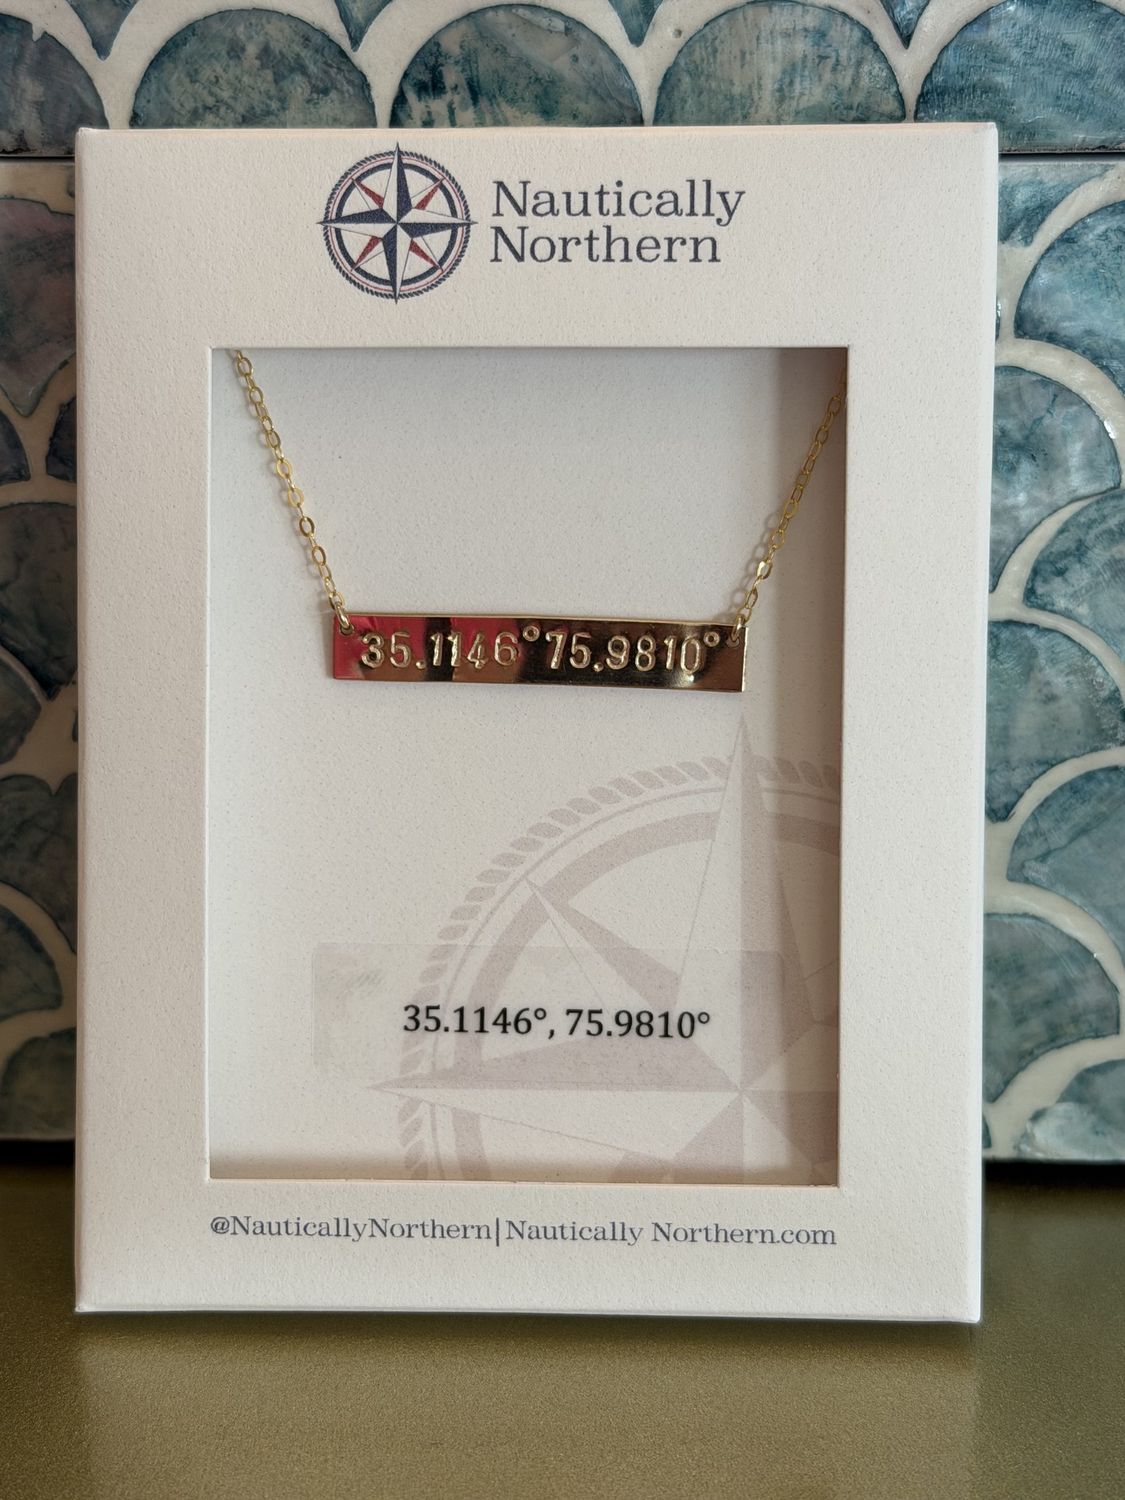 Nautically
Northern
35.1146°75.9810°
35.1146°, 75.9810°
@NauticallyNorthern|Nautically Northern.com